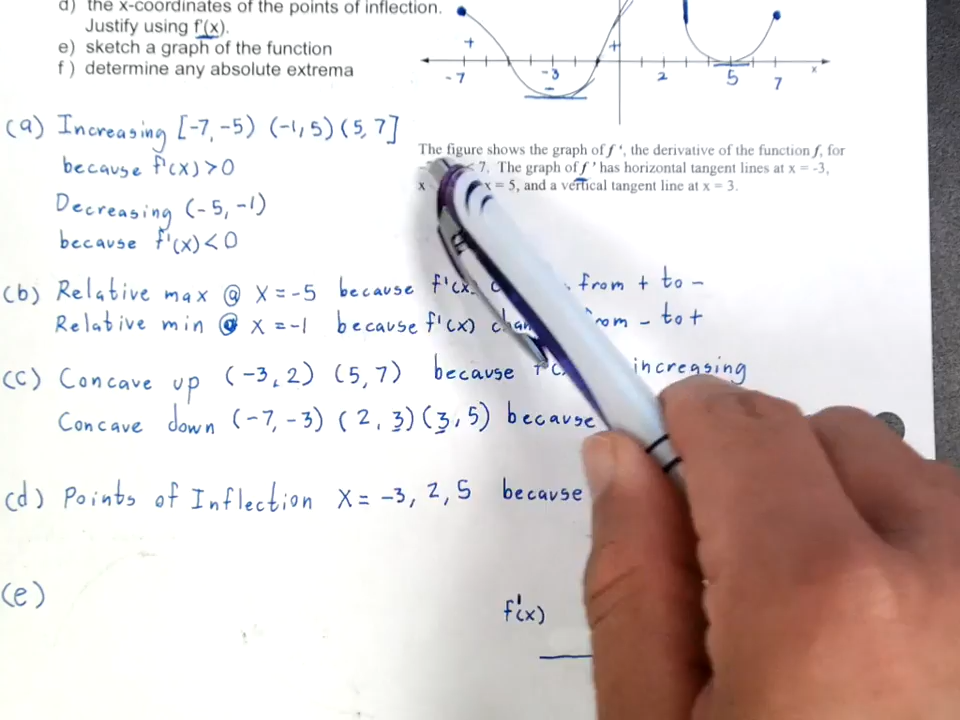 d) the x-coordinates of the points of inflection.
Justify using f'(x).
e) sketch a graph of the function
f) determine any absolute extrema
+ +
-7 -3 2 5 7 x
-
(a) Increasing [-7, -5) (-1, 5) (5, 7]
because f'(x) > 0
Decreasing (-5, -1)
because f'(x) < 0
The figure shows the graph of f ', the derivative of the function f, for
< 7. The graph of f ' has horizontal tangent lines at x = -3,
x x = 5, and a vertical tangent line at x = 3.
(b) Relative max @ x = -5 because f'(x) from + to -
Relative min @ x = -1 because f'(x) from - to +
(c) Concave up (-3, 2) (5, 7) because increasing
Concave down (-7, -3) (2, 3) (3, 5) because
(d) Points of Inflection x = -3, 2, 5 because
(e)
f'(x)